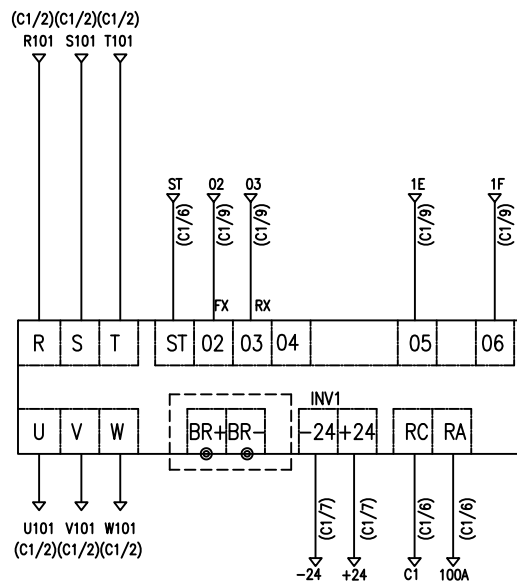 (C1/2)(C1/2)(C1/2)
R101 S101 T101
ST 02 03 1E 1F
(C1/6) (C1/9) (C1/9) (C1/9) (C1/9)
FX RX
R S T ST 02 03 04 05 06
INV1
U V W BR+ BR- -24 +24 RC RA
(C1/7) (C1/7) (C1/6) (C1/6)
U101 V101 W101
(C1/2)(C1/2)(C1/2)
-24 +24 C1 100A